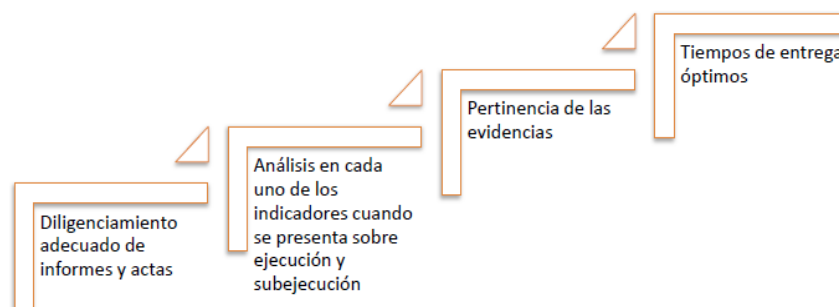 Diligenciamiento
adecuado de
informes y actas
Análisis en cada
uno de los
indicadores cuando
se presenta sobre
ejecución y
subejecución
Pertinencia de las
evidencias
Tiempos de entrega
óptimos